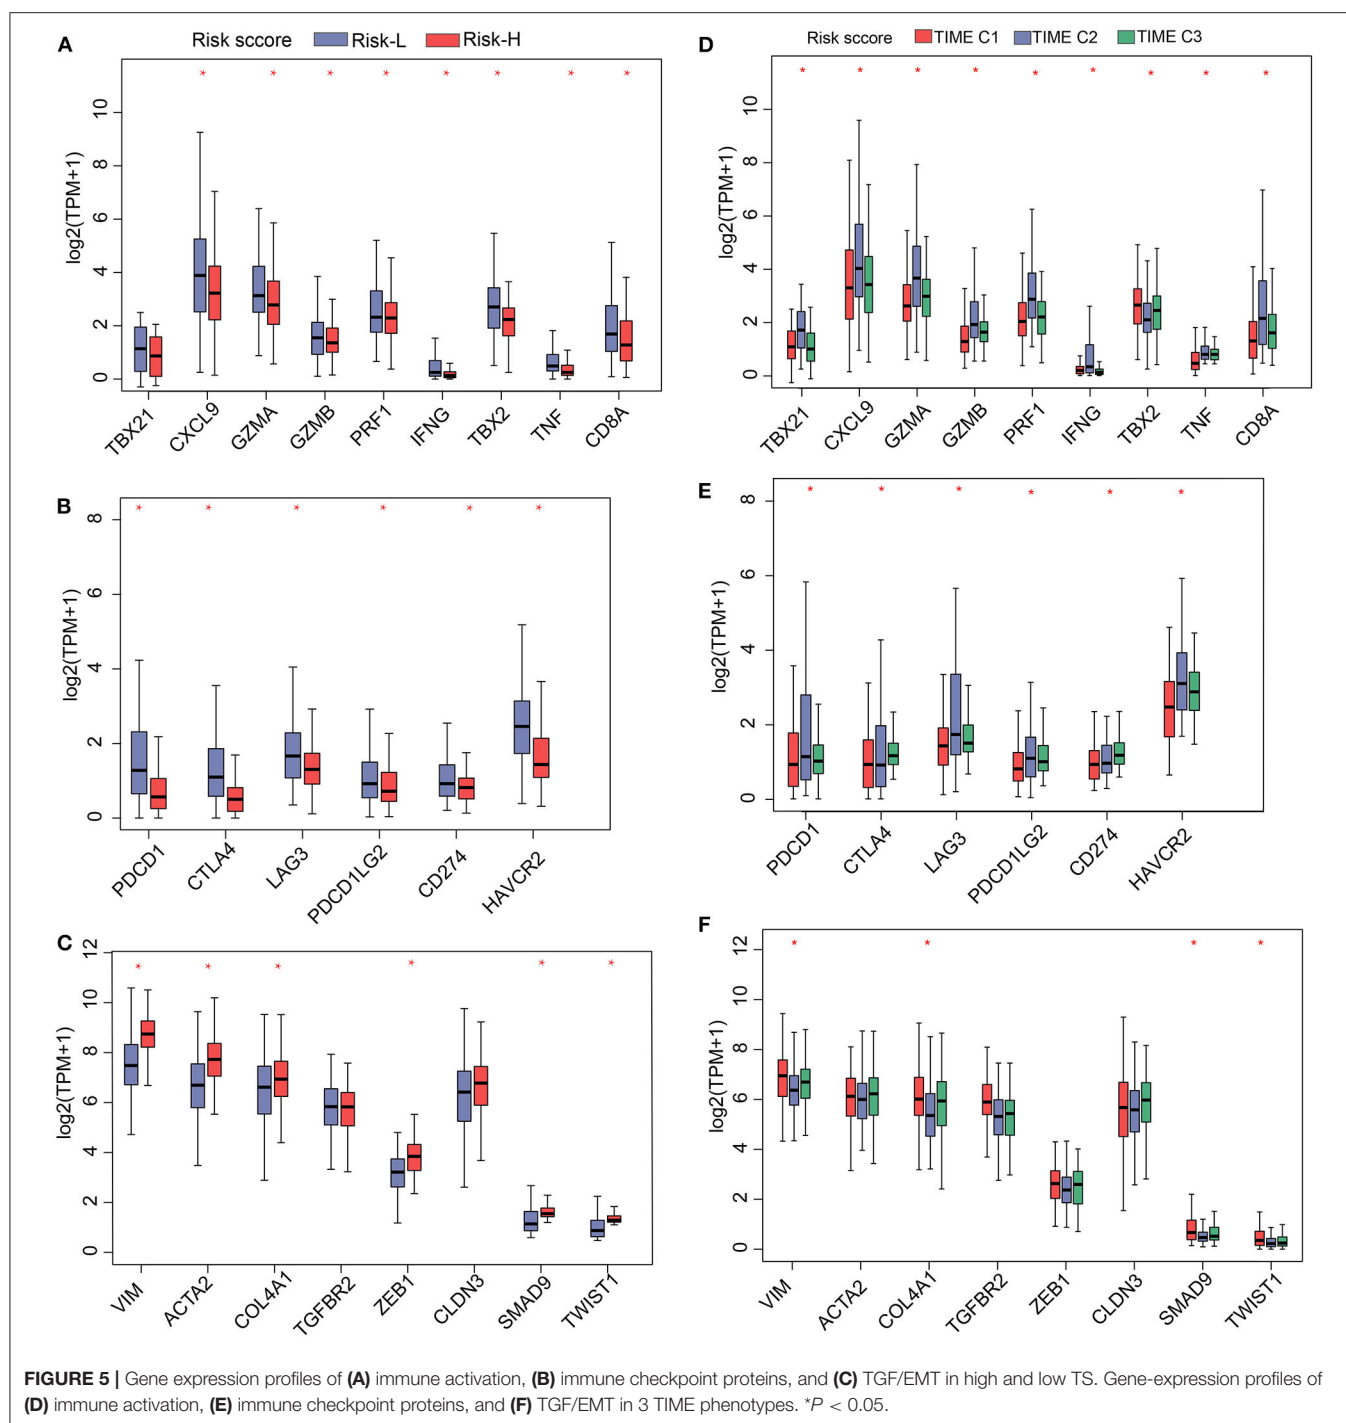 A
Risk sccore Risk-L Risk-H
* * * * * * * *
log2(TPM+1)
10
8
6
4
2
0
TBX21 CXCL9 GZMA GZMB PRF1 IFNG TBX2 TNF CD8A
B
* * * * * *
log2(TPM+1)
8
6
4
2
0
PDCD1 CTLA4 LAG3 PDCD1LG2 CD274 HAVCR2
C
* * * * * *
log2(TPM+1)
12
10
8
6
4
2
0
VIM ACTA2 COL4A1 TGFBR2 ZEB1 CLDN3 SMAD9 TWIST1
D
Risk sccore TIME C1 TIME C2 TIME C3
* * * * * * * * *
log2(TPM+1)
10
8
6
4
2
0
TBX21 CXCL9 GZMA GZMB PRF1 IFNG TBX2 TNF CD8A
E
* * * * * *
log2(TPM+1)
8
6
4
2
0
PDCD1 CTLA4 LAG3 PDCD1LG2 CD274 HAVCR2
F
* * * *
log2(TPM+1)
12
10
8
6
4
2
0
VIM ACTA2 COL4A1 TGFBR2 ZEB1 CLDN3 SMAD9 TWIST1
FIGURE 5 | Gene expression profiles of (A) immune activation, (B) immune checkpoint proteins, and (C) TGF/EMT in high and low TS. Gene-expression profiles of
(D) immune activation, (E) immune checkpoint proteins, and (F) TGF/EMT in 3 TIME phenotypes. *P < 0.05.